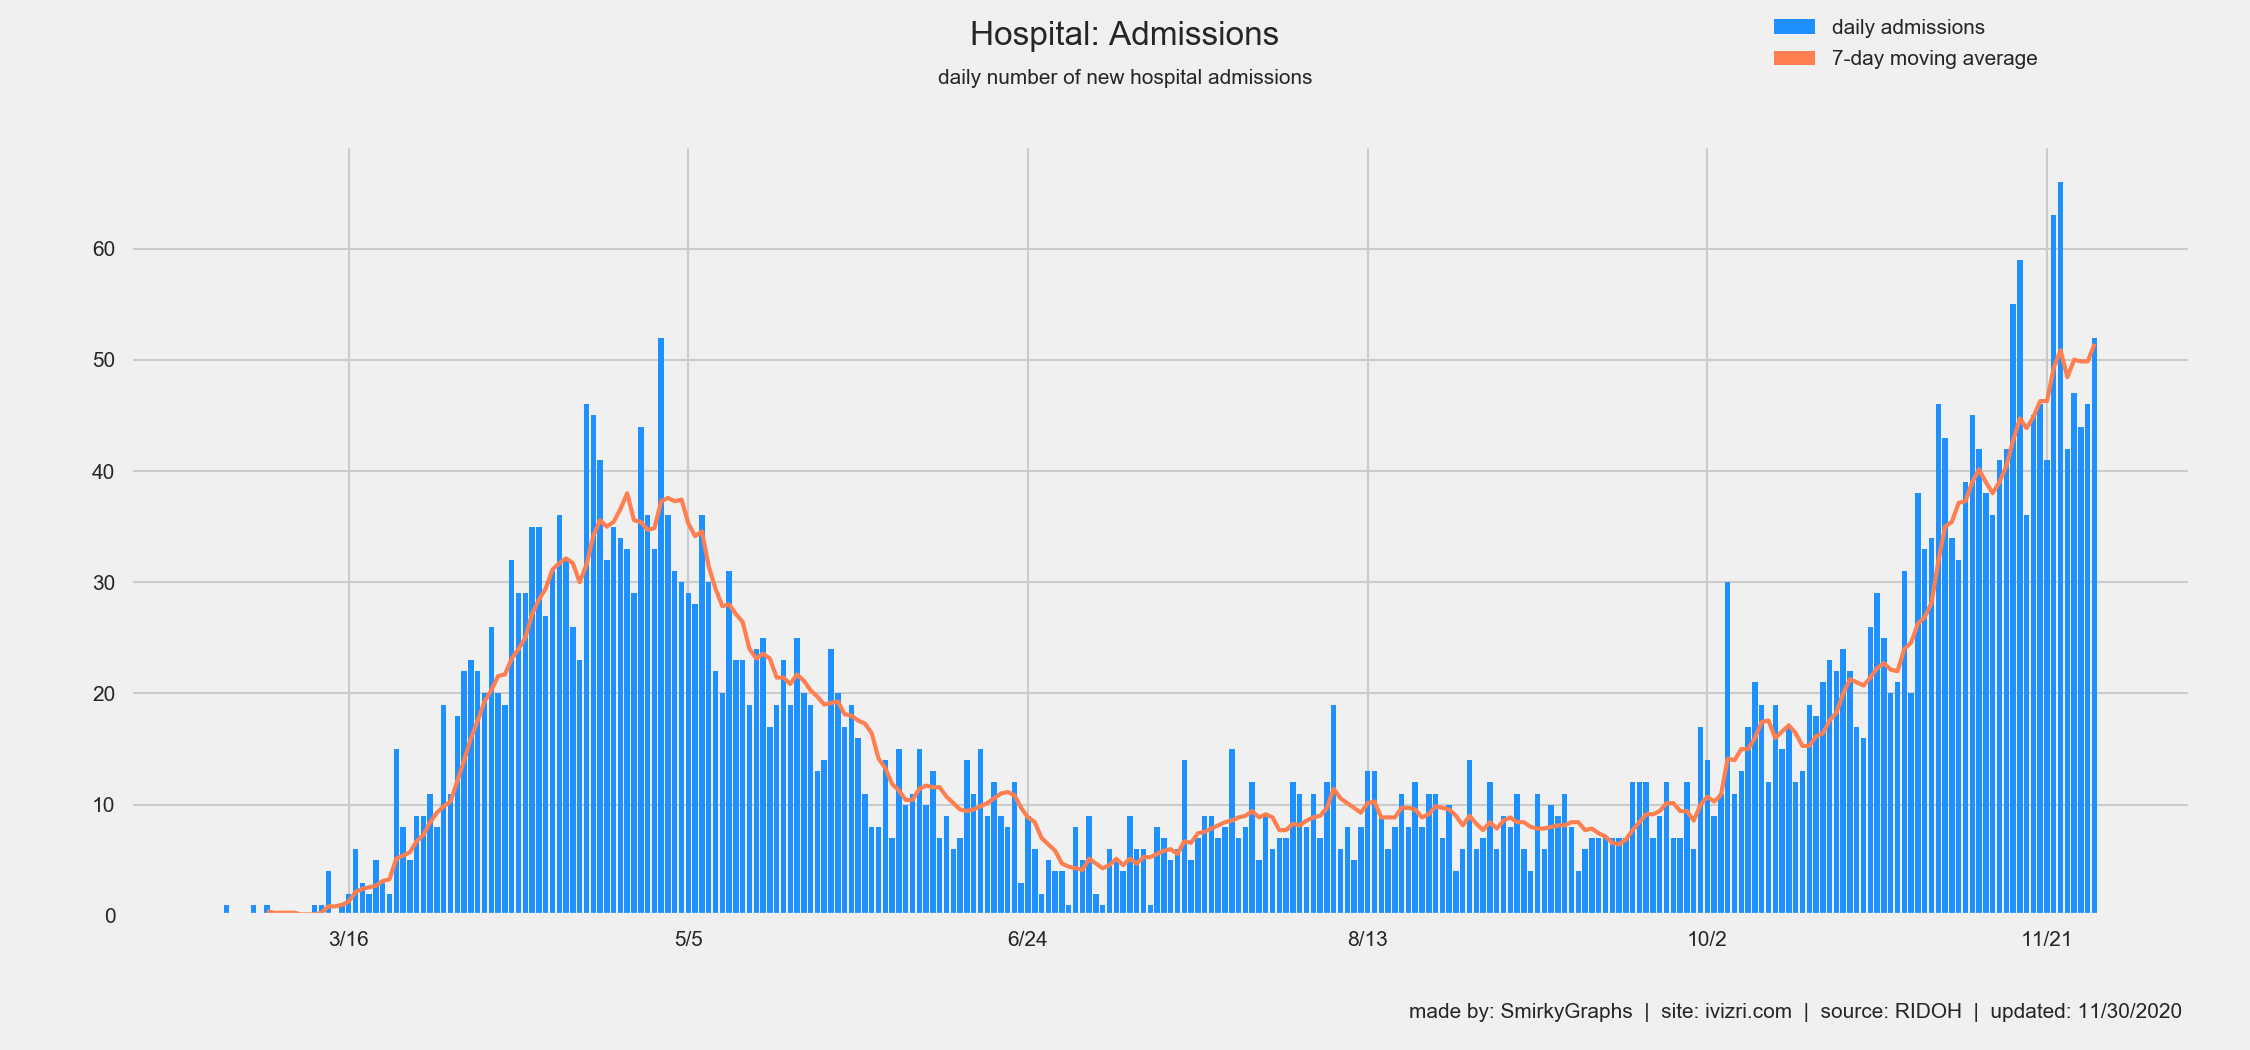 Hospital: Admissions
daily number of new hospital admissions
daily admissions
7-day moving average
60
50
40
30
20
10
0
3/16 5/5 6/24 8/13 10/2 11/21
made by: SmirkyGraphs | site: ivizri.com | source: RIDOH | updated: 11/30/2020